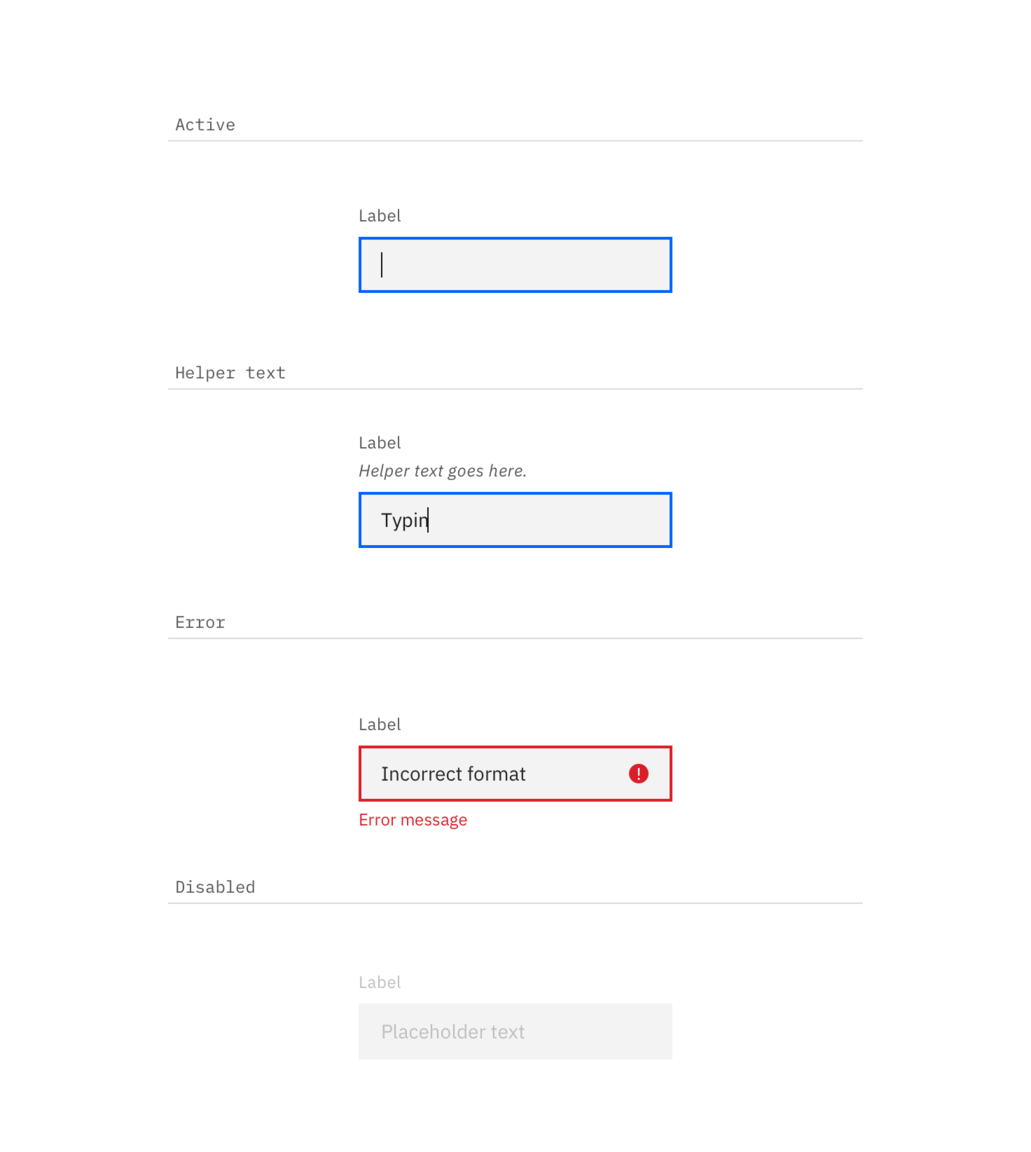 Active
Label
Helper text
Label
Helper text goes here.
Typin
Error
Label
Incorrect format
Error message
Disabled
Label
Placeholder text